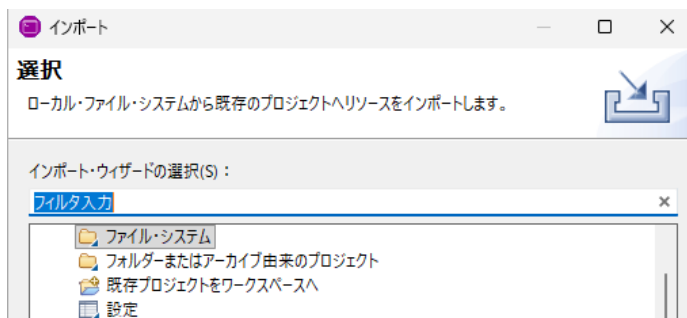 インポート
選択
ローカル・ファイル・システムから既存のプロジェクトへリソースをインポートします。
インポート・ウィザードの選択(S)：
フィルタ入力
ファイル・システム
フォルダーまたはアーカイブ由来のプロジェクト
既存プロジェクトをワークスペースへ
設定